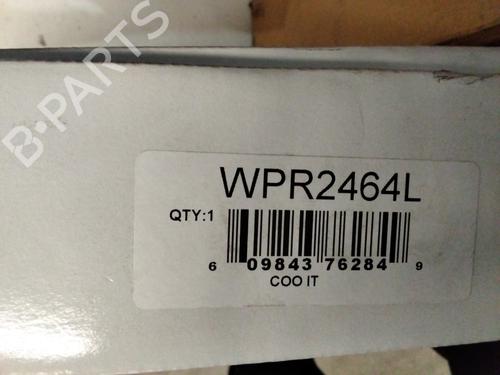 B-PARTS
WPR2464L
QTY:1
6 09843 76284 9
COO IT